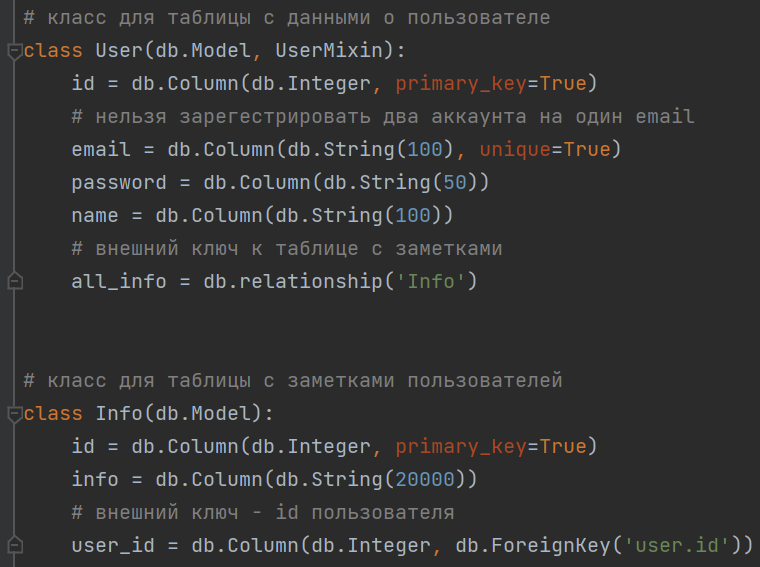 # класс для таблицы с данными о пользователе
class User(db.Model, UserMixin):
id = db.Column(db.Integer, primary_key=True)
# нельзя зарегестрировать два аккаунта на один email
email = db.Column(db.String(100), unique=True)
password = db.Column(db.String(50))
name = db.Column(db.String(100))
# внешний ключ к таблице с заметками
all_info = db.relationship('Info')
# класс для таблицы с заметками пользователей
class Info(db.Model):
id = db.Column(db.Integer, primary_key=True)
info = db.Column(db.String(20000))
# внешний ключ - id пользователя
user_id = db.Column(db.Integer, db.ForeignKey('user.id'))